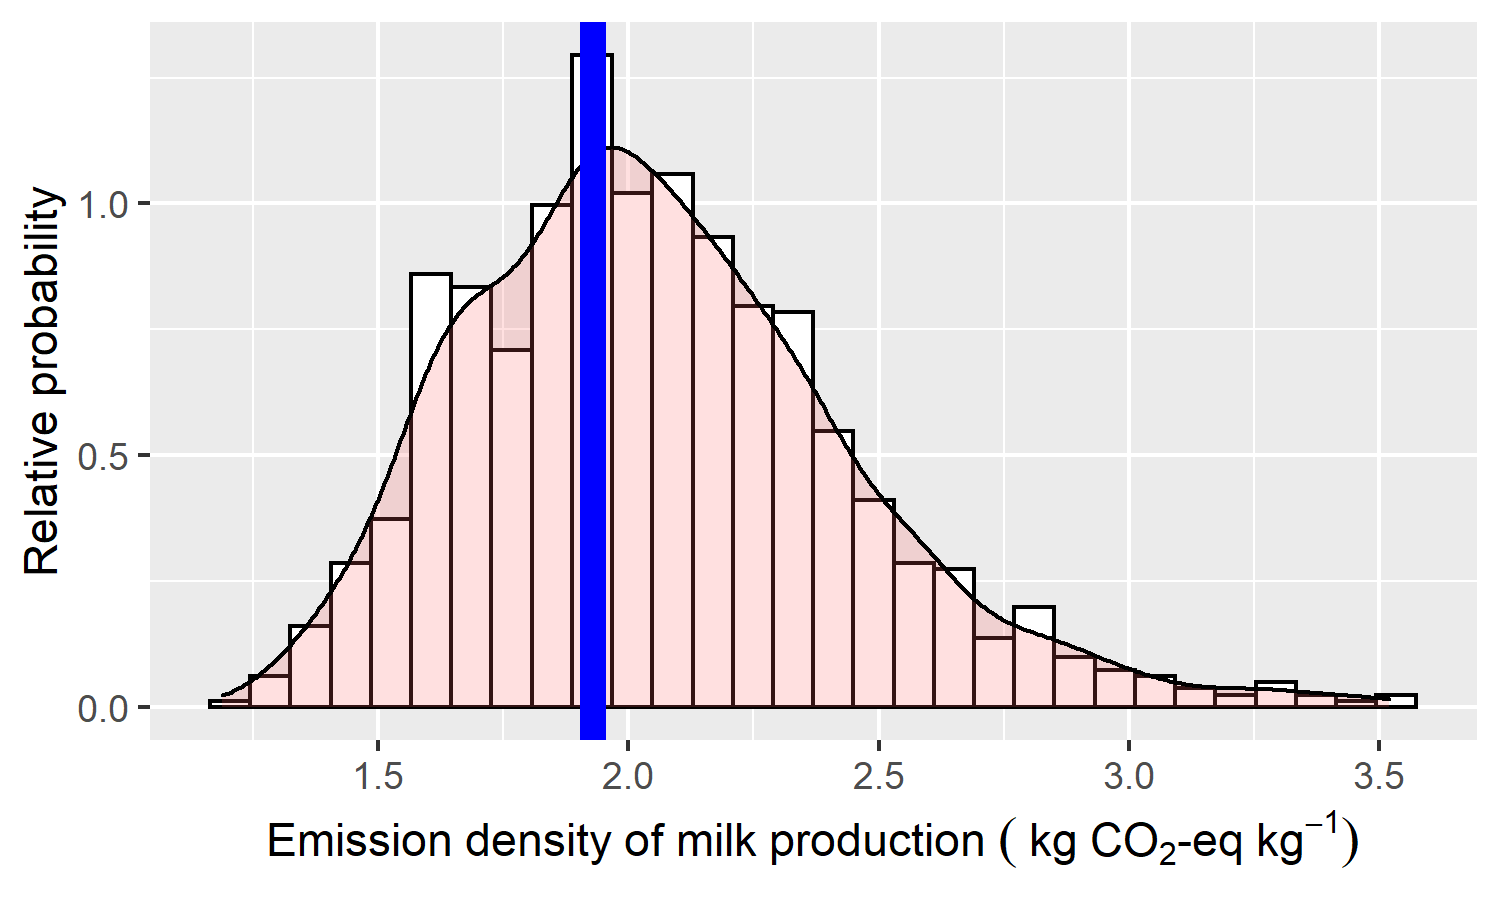 Relative probability
1.0
0.5
0.0
1.5 2.0 2.5 3.0 3.5
Emission density of milk production ( kg CO₂-eq kg⁻¹)